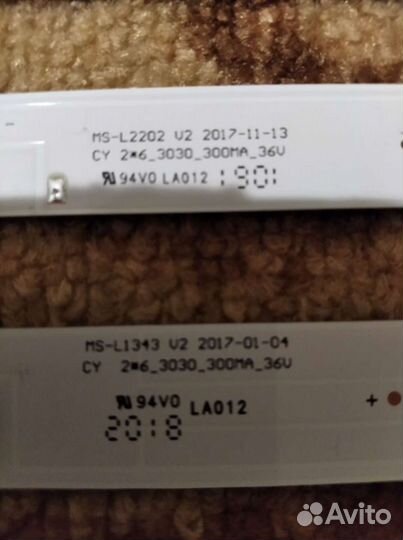 MS-L2202 V2 2017-11-13
CY 2*6_3030_300MA_36V
94V0 LA012 1901
MS-L1343 V2 2017-01-04
CY 2*6_3030_300MA_36V
94V0 LA012
+
2018
Avito